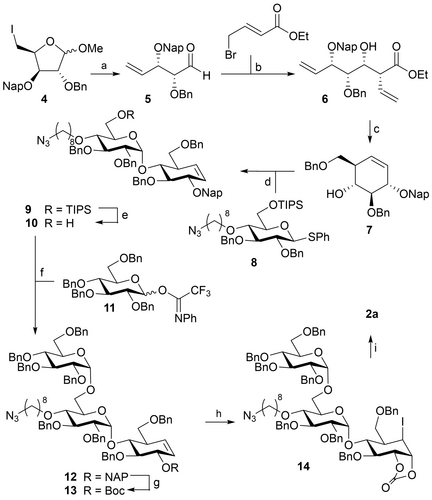 I
O
OMe
NapO
OBn
4
a
ONap
O
H
OBn
5
O
OEt
Br
b
ONap OH O
OEt
OBn
6
c
BnO
HO
ONap
OBn
7
d
OTIPS
N3
8
O
O
BnO
SPh
OBn
8
OR
N3
8
O
O
BnO
OBn
OBn
O
O
BnO
ONap
9 R = TIPS
10 R = H
e
f
OBn
BnO
BnO
O
OBn
O
CF3
NPh
11
OBn
BnO
BnO
O
BnO
O
N3
8
O
O
BnO
BnO
O
OBn
O
BnO
OR
12 R = NAP
13 R = Boc
g
h
OBn
BnO
BnO
O
BnO
O
N3
8
O
O
BnO
OBn
O
OBn
I
O
BnO
O
O
O
14
i
2a